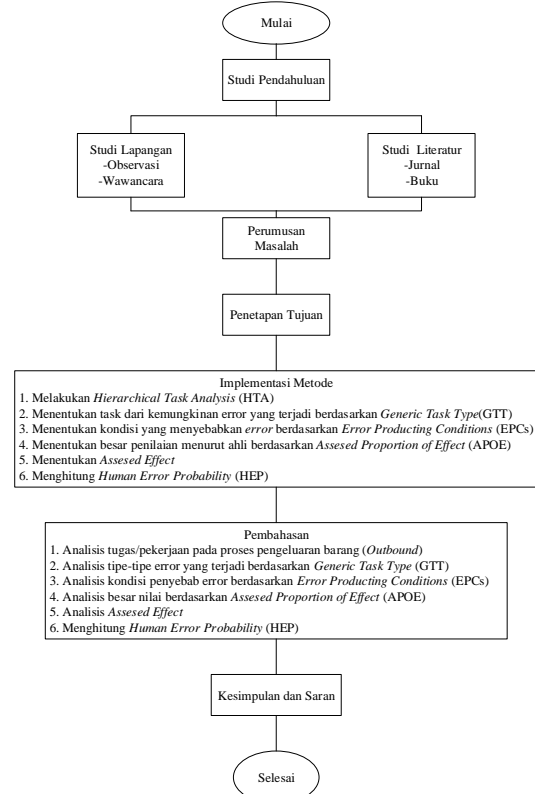 Mulai
Studi Pendahuluan
Studi Lapangan
-Observasi
-Wawancara
Studi Literatur
-Jurnal
-Buku
Perumusan
Masalah
Penetapan Tujuan
Implementasi Metode
1. Melakukan Hierarchical Task Analysis (HTA)
2. Menentukan task dari kemungkinan error yang terjadi berdasarkan Generic Task Type(GTT)
3. Menentukan kondisi yang menyebabkan error berdasarkan Error Producting Conditions (EPCs)
4. Menentukan besar penilaian menurut ahli berdasarkan Assesed Proportion of Effect (APOE)
5. Menentukan Assesed Effect
6. Menghitung Human Error Probability (HEP)
Pembahasan
1. Analisis tugas/pekerjaan pada proses pengeluaran barang (Outbound)
2. Analisis tipe-tipe error yang terjadi berdasarkan Generic Task Type (GTT)
3. Analisis kondisi penyebab error berdasarkan Error Producting Conditions (EPCs)
4. Analisis besar nilai berdasarkan Assesed Proportion of Effect (APOE)
5. Analisis Assesed Effect
6. Menghitung Human Error Probability (HEP)
Kesimpulan dan Saran
Selesai